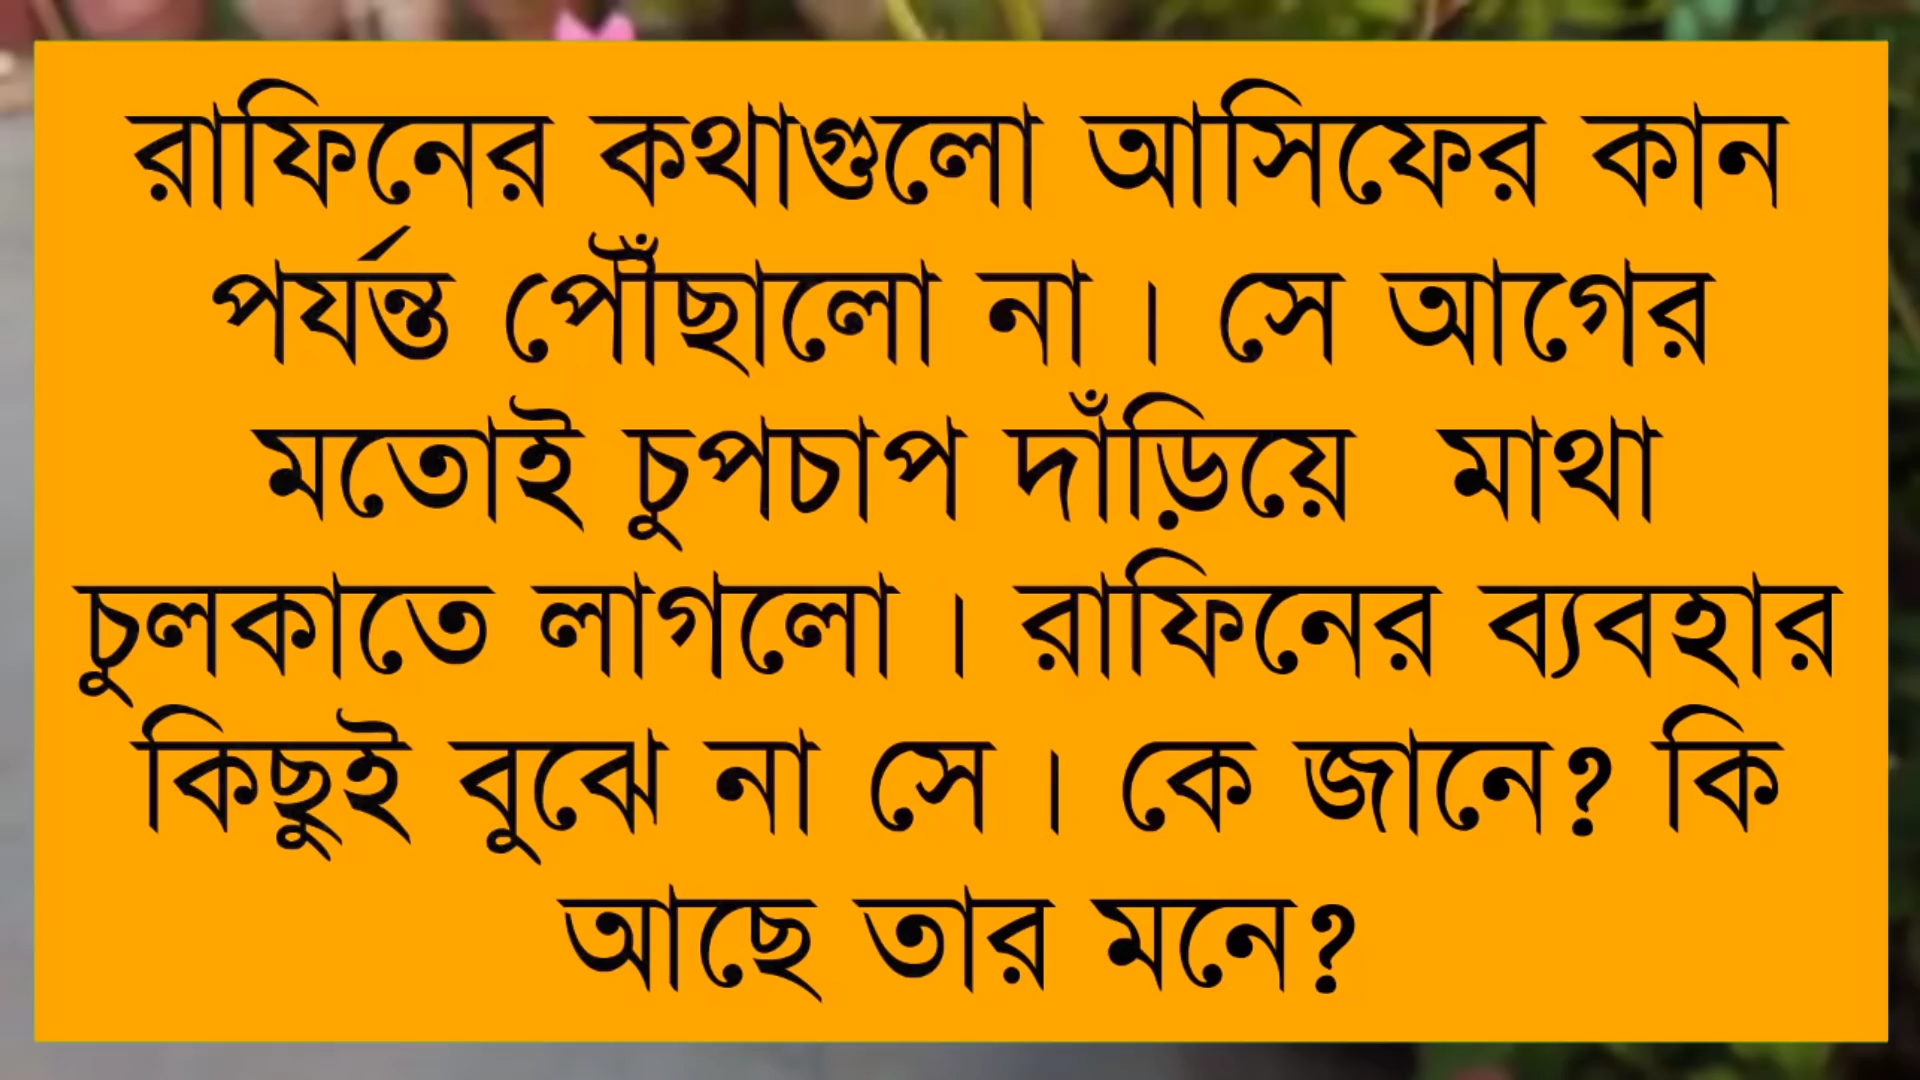 রাফিনের কথাগুলো আসিফের কান
পর্যন্ত পৌঁছালো না । সে আগের
মতোই চুপচাপ দাঁড়িয়ে  মাথা
চুলকাতে লাগলো । রাফিনের ব্যবহার
কিছুই বুঝে না সে । কে জানে? কি
আছে তার মনে?